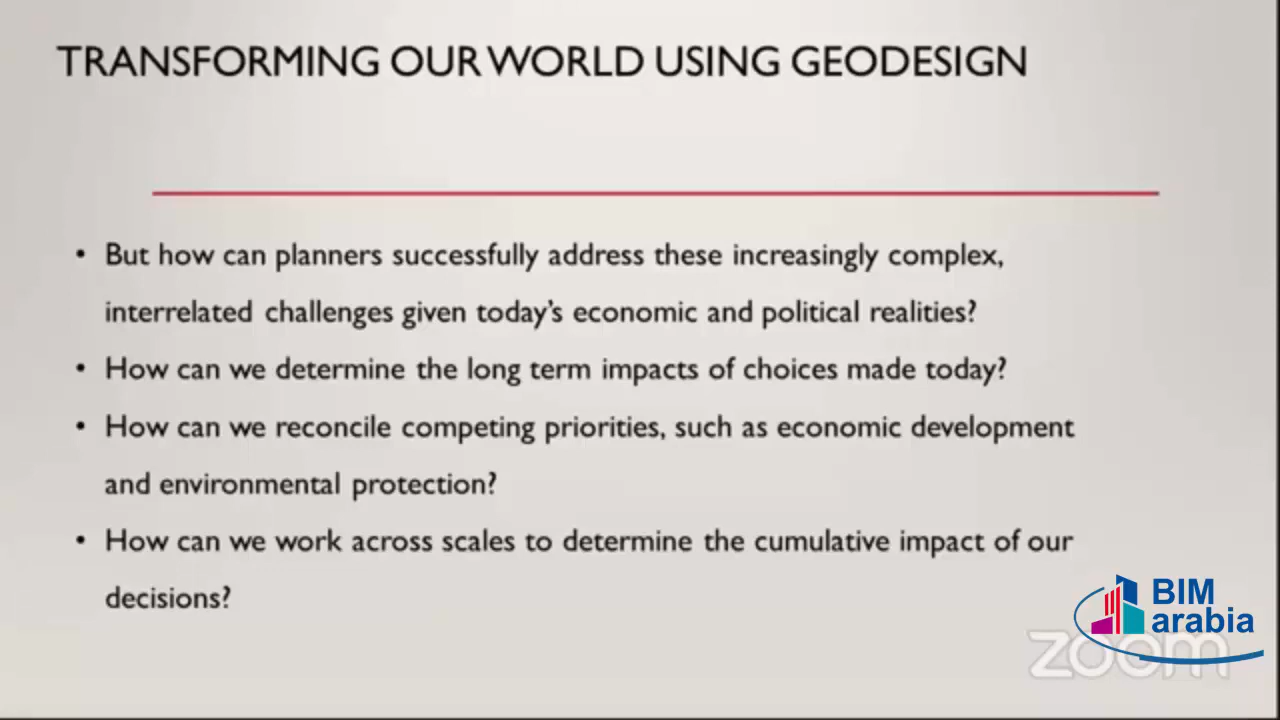 TRANSFORMING OUR WORLD USING GEODESIGN
• But how can planners successfully address these increasingly complex,
interrelated challenges given today's economic and political realities?
• How can we determine the long term impacts of choices made today?
• How can we reconcile competing priorities, such as economic development
and environmental protection?
• How can we work across scales to determine the cumulative impact of our
decisions?
BIM
arabia
zoom